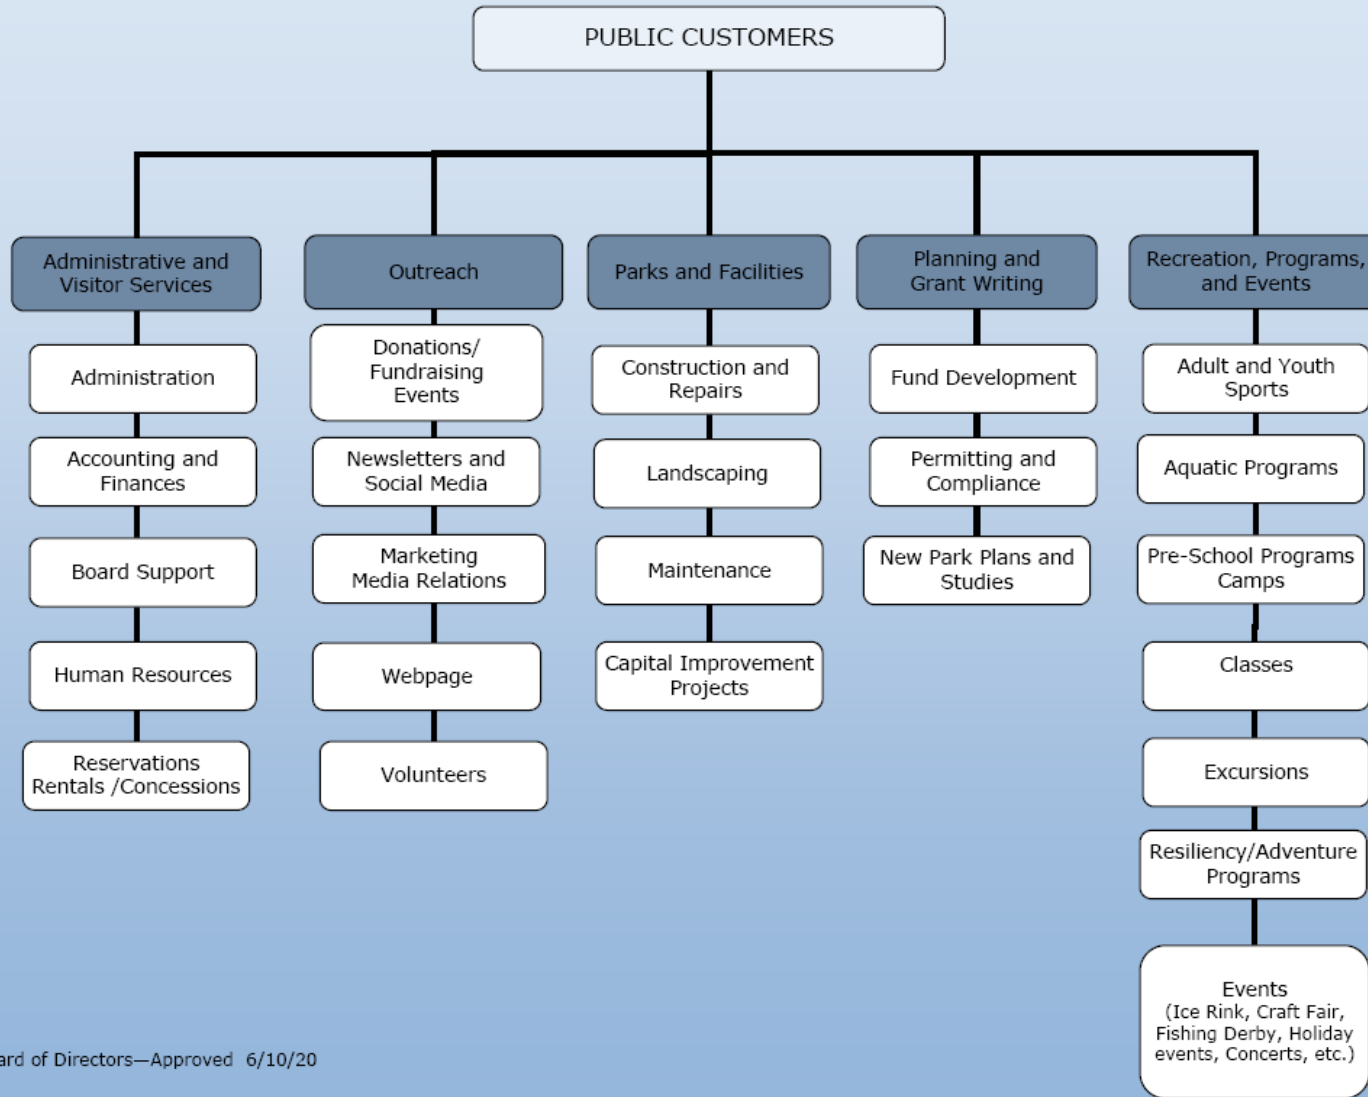 PUBLIC CUSTOMERS
Administrative and
Visitor Services
Administration
Accounting and
Finances
Board Support
Human Resources
Reservations
Rentals /Concessions
Outreach
Donations/
Fundraising
Events
Newsletters and
Social Media
Marketing
Media Relations
Webpage
Volunteers
Parks and Facilities
Construction and
Repairs
Landscaping
Maintenance
Capital Improvement
Projects
Planning and
Grant Writing
Fund Development
Permitting and
Compliance
New Park Plans and
Studies
Recreation, Programs,
and Events
Adult and Youth
Sports
Aquatic Programs
Pre-School Programs
Camps
Classes
Excursions
Resiliency/Adventure
Programs
Events
(Ice Rink, Craft Fair,
Fishing Derby, Holiday
events, Concerts, etc.)
ard of Directors—Approved 6/10/20